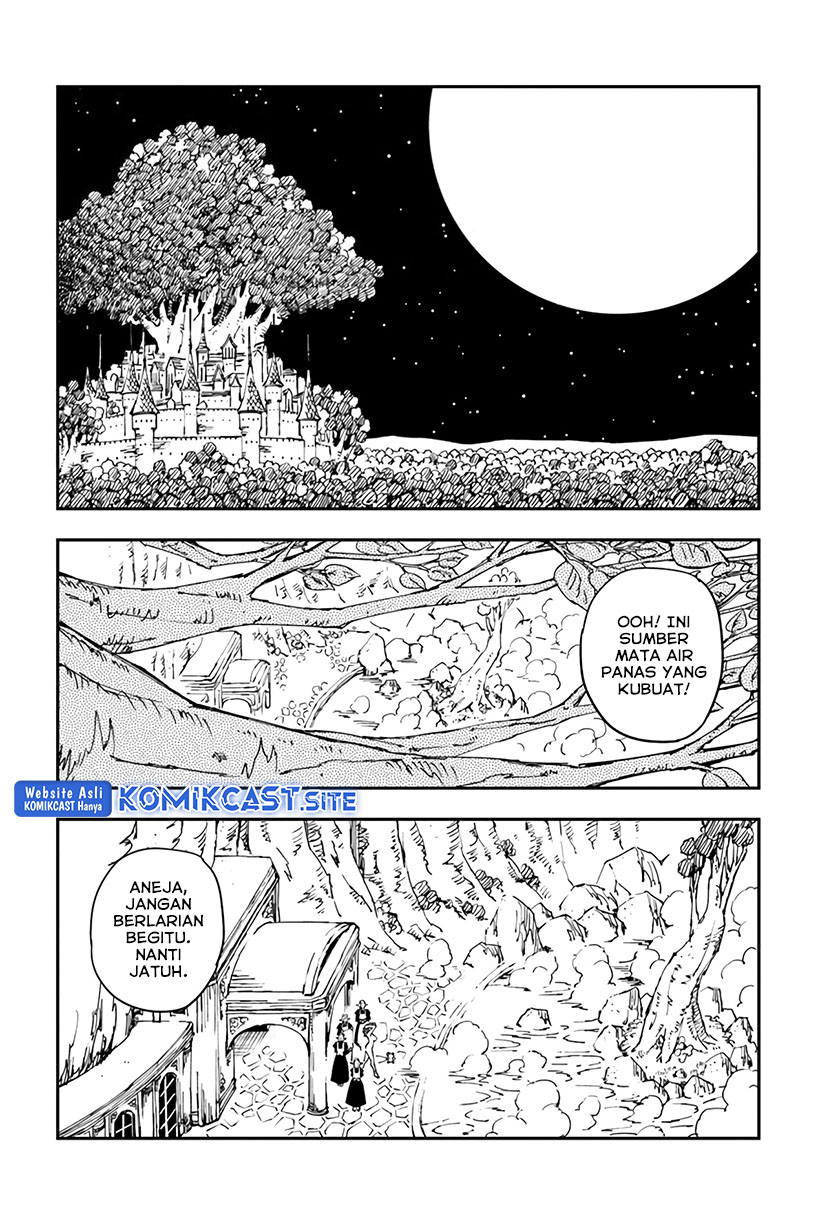 OOH! INI
SUMBER
MATA AIR
PANAS YANG
KUBUAT!
Website Asli
KOMIKCAST Hanya
KOMIKCAST.SITE
ANEJA,
JANGAN
BERLARIAN
BEGITU.
NANTI
JATUH.